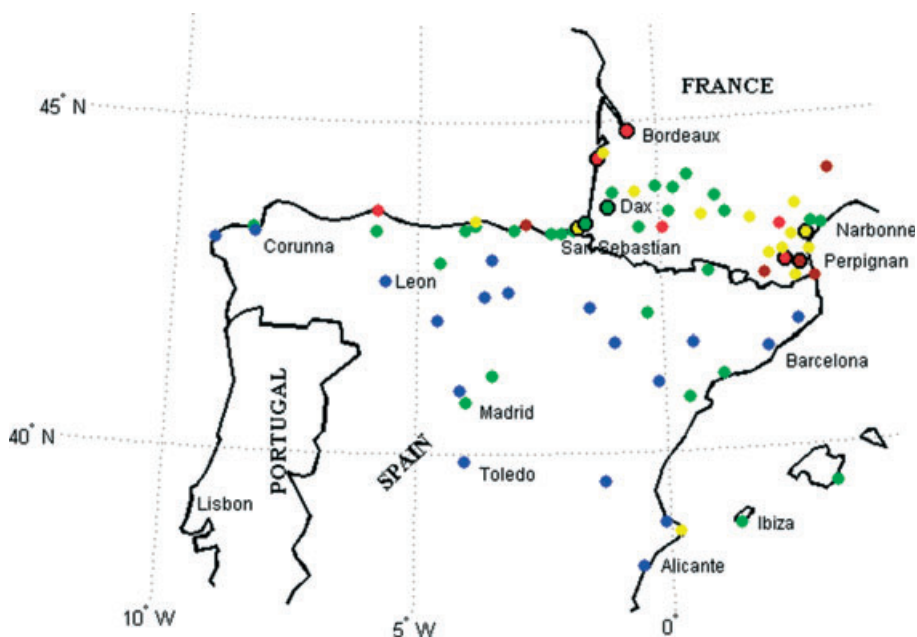 FRANCE
45° N
Bordeaux
Dax
Narbonne
Corunna
San Sebastián
Perpignan
Leon
Barcelona
Madrid
40° N
PORTUGAL
SPAIN
Toledo
Lisbon
Ibiza
Alicante
10° W
5° W
0°